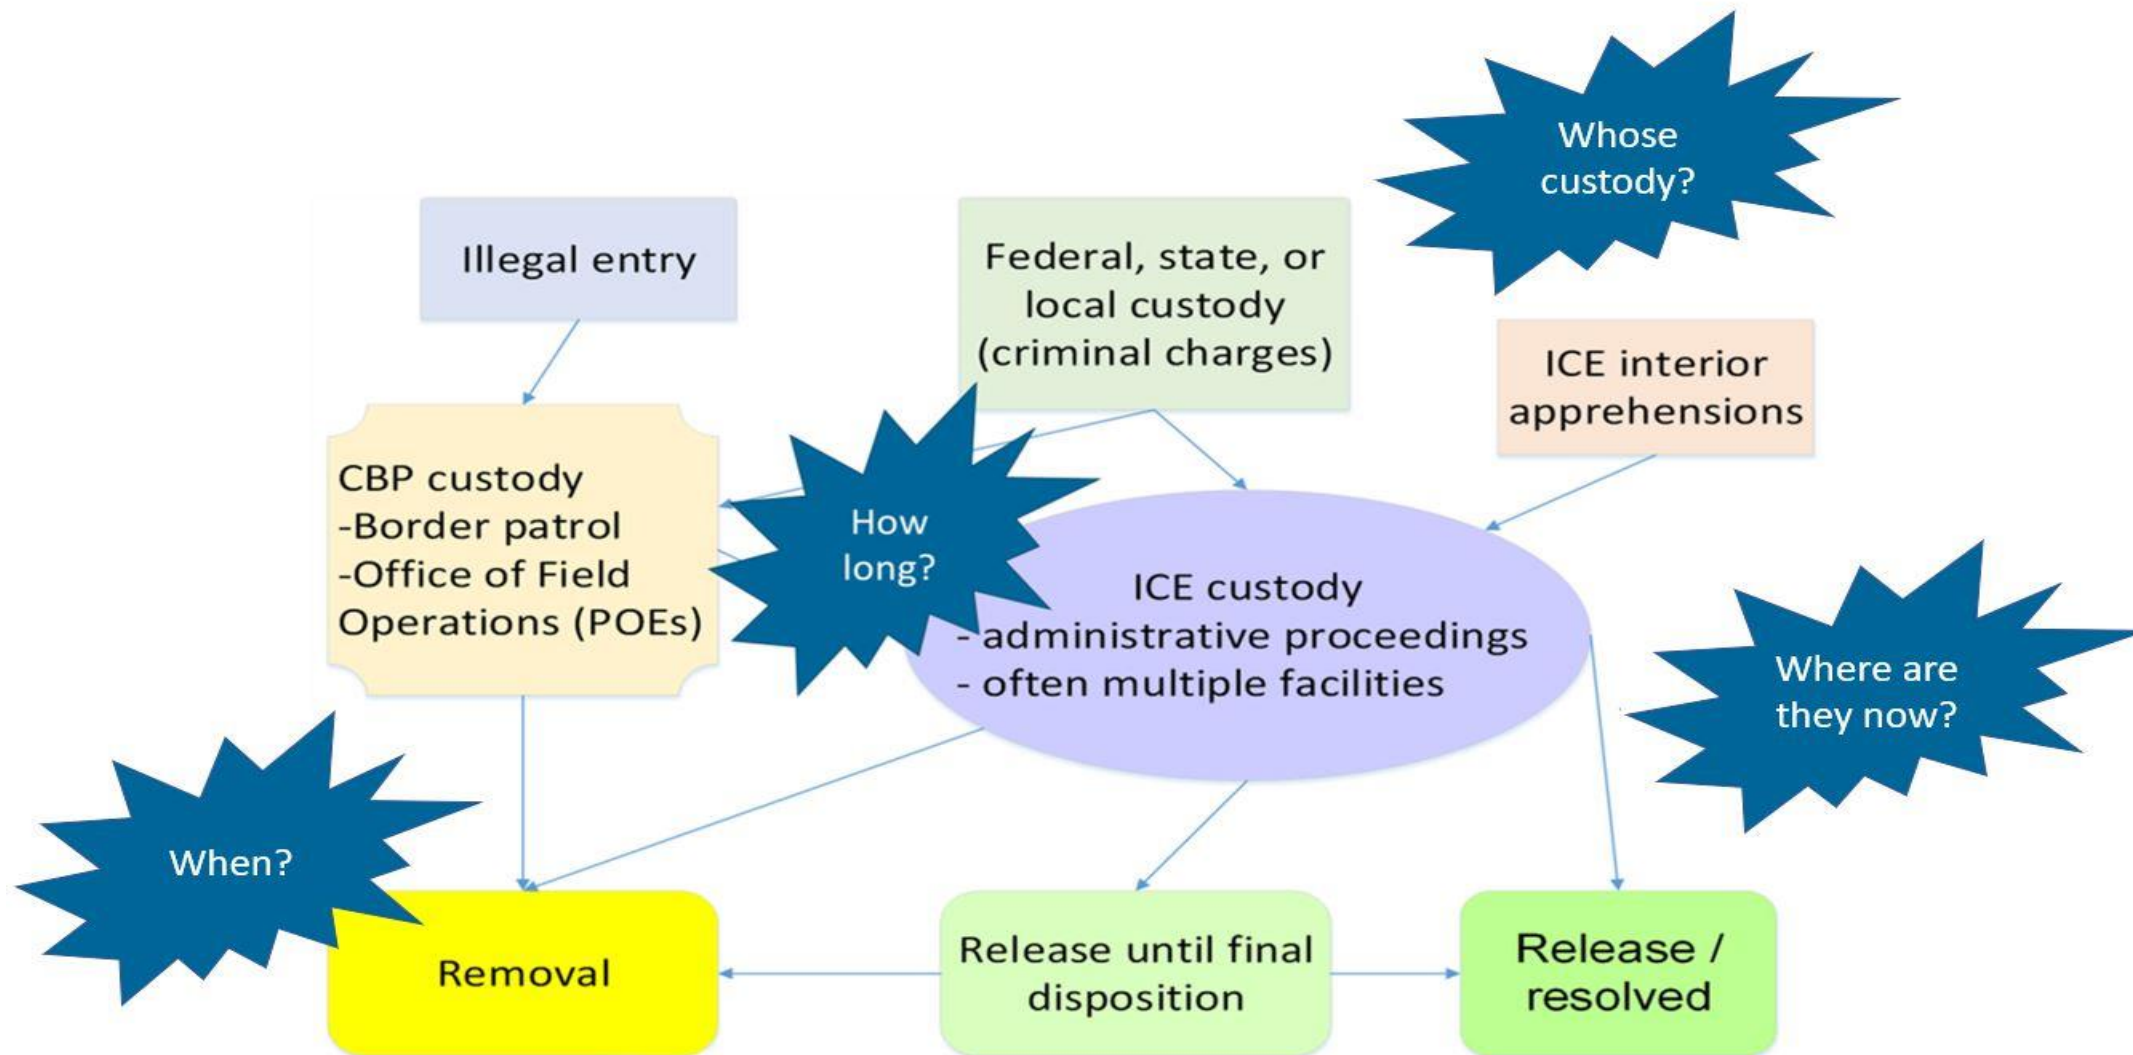 Whose
custody?
Illegal entry
Federal, state, or
local custody
(criminal charges)
ICE interior
apprehensions
CBP custody
-Border patrol
-Office of Field
Operations (POEs)
How
long?
ICE custody
- administrative proceedings
- often multiple facilities
Where are
they now?
When?
Removal
Release until final
disposition
Release /
resolved